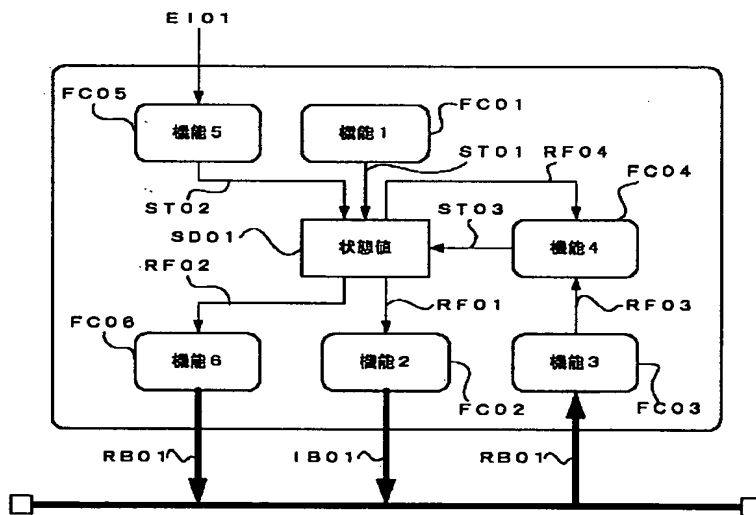 EI01
FC05
機能5
機能1
FC01
ST01
RF04
FC04
ST02
ST03
SD01
状態値
機能4
RF02
RF01
RF03
FC06
機能6
機能2
機能3
FC02
FC03
RB01
IB01
RB01